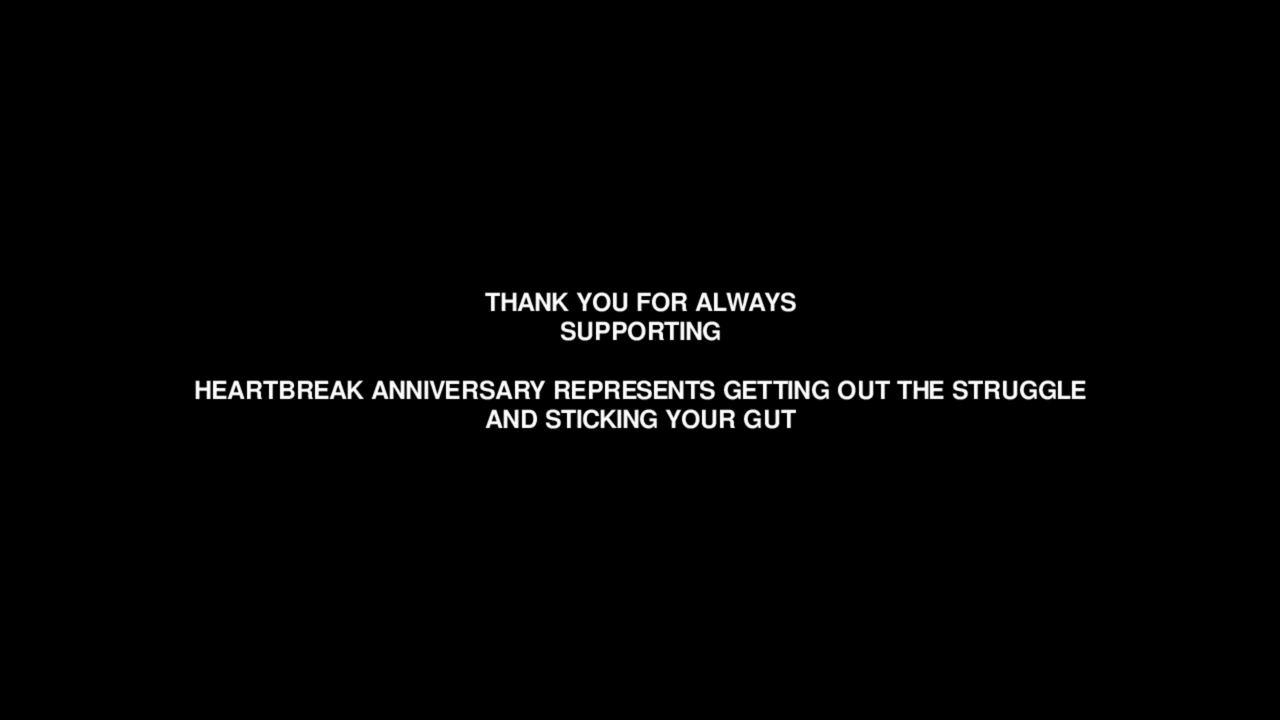 THANK YOU FOR ALWAYS
SUPPORTING
HEARTBREAK ANNIVERSARY REPRESENTS GETTING OUT THE STRUGGLE
AND STICKING YOUR GUT